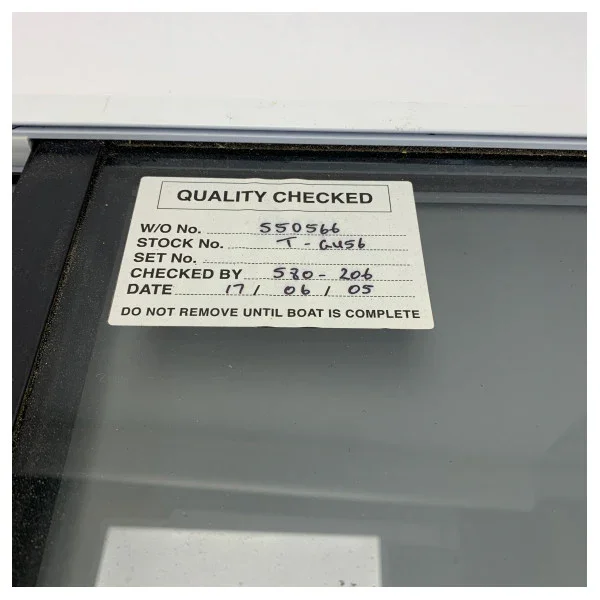 QUALITY CHECKED
W/O No. 550566
STOCK No. T - GU56
SET No.
CHECKED BY 580 - 206
DATE 17 / 06 / 05
DO NOT REMOVE UNTIL BOAT IS COMPLETE